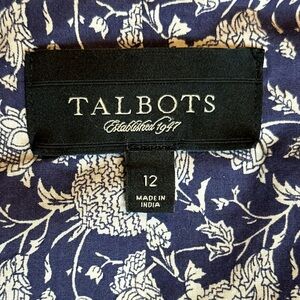 TALBOTS
Established 1947
12
MADE IN
INDIA